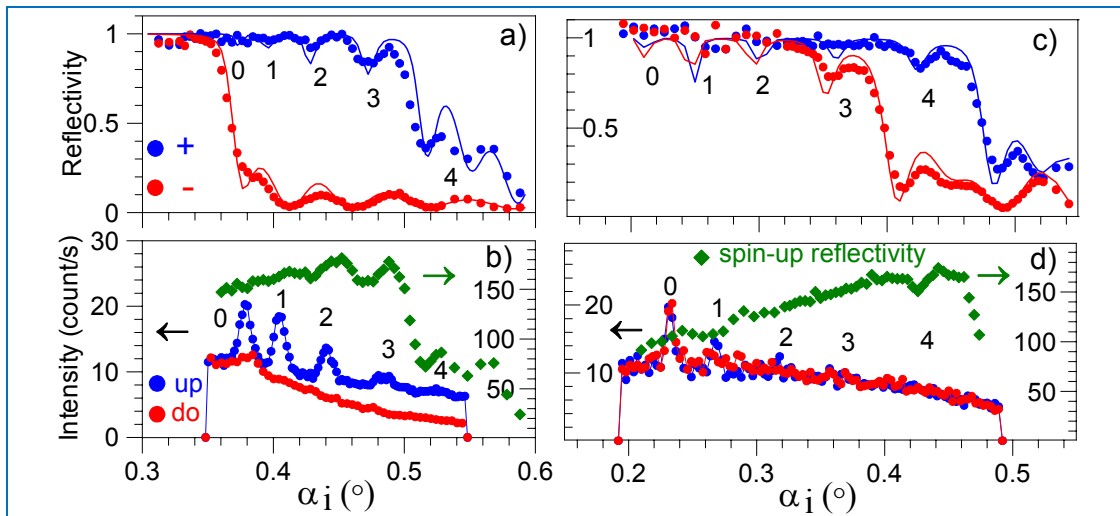 a)
Reflectivity
1
0.5
0
0 1 2 3 4
+
-
c)
1
0.5
0 1 2 3 4
b)
Intensity (count/s)
30
20
10
0
0 1 2 3 4
150
100
50
up
do
0.3 0.4 0.5 0.6
αi (°)
d)
spin-up reflectivity
20
10
0 1 2 3 4
150
100
50
0.2 0.3 0.4 0.5
αi (°)